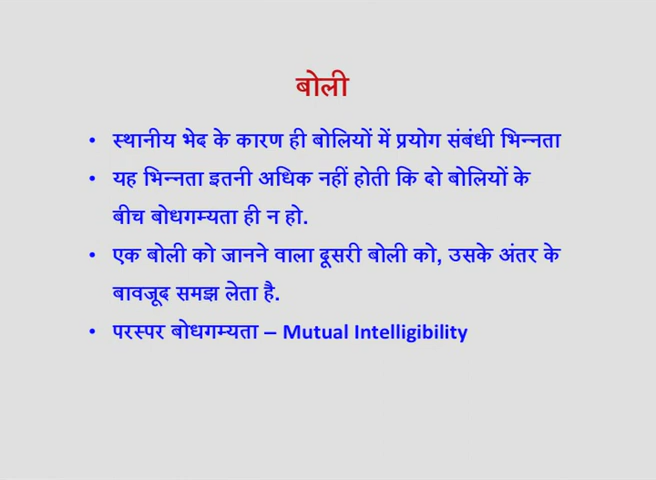 बोली
• स्थानीय भेद के कारण ही बोलियों में प्रयोग संबंधी भिन्नता
• यह भिन्नता इतनी अधिक नहीं होती कि दो बोलियों के
बीच बोधगम्यता ही न हो.
• एक बोली को जानने वाला दूसरी बोली को, उसके अंतर के
बावजूद समझ लेता है.
• परस्पर बोधगम्यता – Mutual Intelligibility